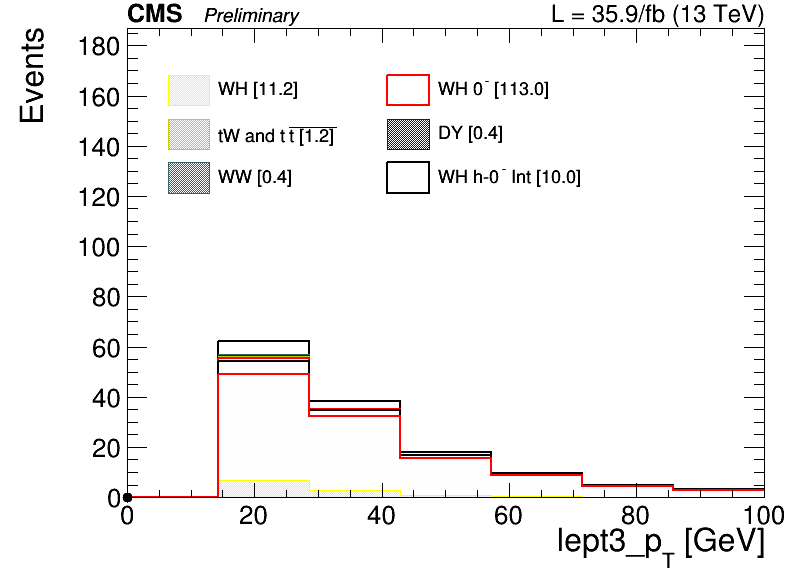 CMS Preliminary L = 35.9/fb (13 TeV)
Events
180
160
140
120
100
80
60
40
20
0
WH [11.2]
WH 0⁻ [113.0]
tW and t t̅ [1.2]
DY [0.4]
WW [0.4]
WH h-0⁻ Int [10.0]
0 20 40 60 80 100
lept3_p_T [GeV]